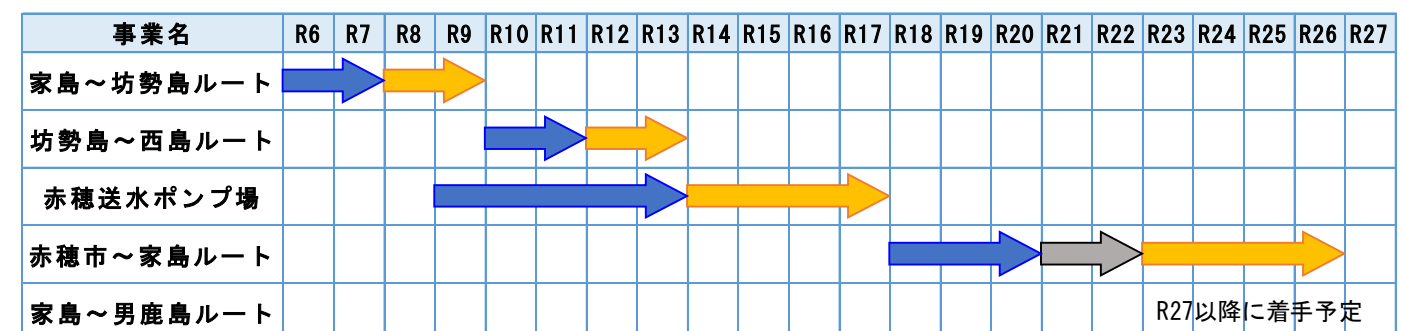 事業名 R6 R7 R8 R9 R10 R11 R12 R13 R14 R15 R16 R17 R18 R19 R20 R21 R22 R23 R24 R25 R26 R27
家島～坊勢島ルート
坊勢島～西島ルート
赤穂送水ポンプ場
赤穂市～家島ルート
家島～男鹿島ルート R27以降に着手予定